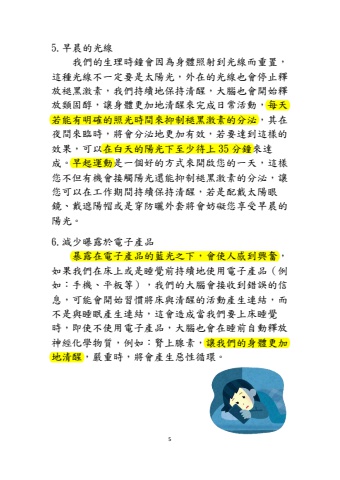 5.早晨的光線
我們的生理時鐘會因為身體照射到光線而重置，
這種光線不一定要是太陽光，外在的光線也會停止釋
放褪黑激素，我們持續地保持清醒，大腦也會開始釋
放類固醇，讓身體更加地清醒來完成日常活動，每天
若能有明確的照光時間來抑制褪黑激素的分泌，其在
夜間來臨時，將會分泌地更加有效，若要達到這樣的
效果，可以在白天的陽光下至少待上 35 分鐘來達
成。早起運動是一個好的方式來開啟您的一天，這樣
您不但有機會接觸陽光還能抑制褪黑激素的分泌，讓
您可以在工作期間持續保持清醒，若是配戴太陽眼
鏡、戴遮陽帽或是穿防曬外套將會妨礙您享受早晨的
陽光。
6.減少曝露於電子產品
暴露在電子產品的藍光之下，會使人感到興奮，
如果我們在床上或是睡覺前持續地使用電子產品（例
如：手機、平板等），我們的大腦會接收到錯誤的信
息，可能會開始習慣將床與清醒的活動產生連結，而
不是與睡眠產生連結，這會造成當我們要上床睡覺
時，即使不使用電子產品，大腦也會在睡前自動釋放
神經化學物質，例如：腎上腺素，讓我們的身體更加
地清醒，嚴重時，將會產生惡性循環。
5